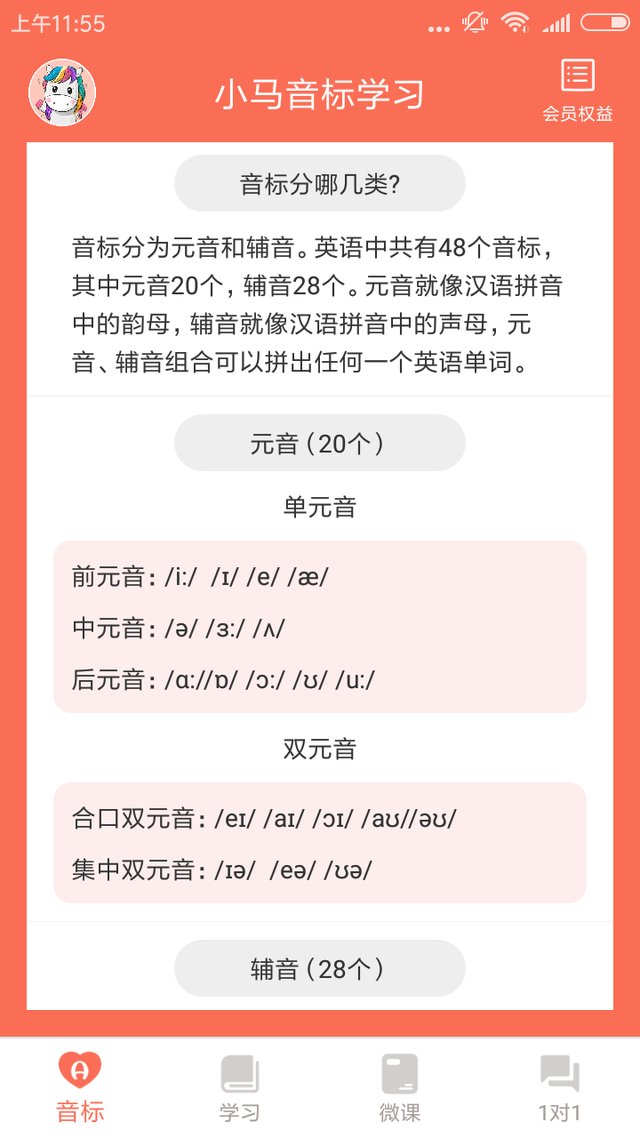 上午11:55
小马音标学习
会员权益
音标分哪几类?
音标分为元音和辅音。英语中共有48个音标，
其中元音20个，辅音28个。元音就像汉语拼音
中的韵母，辅音就像汉语拼音中的声母，元
音、辅音组合可以拼出任何一个英语单词。
元音（20个）
单元音
前元音：/i:/ /ɪ/ /e/ /æ/
中元音：/ə/ /ɜ:/ /ʌ/
后元音：/ɑ://ɒ/ /ɔ:/ /ʊ/ /u:/
双元音
合口双元音：/eɪ/ /aɪ/ /ɔɪ/ /aʊ//əʊ/
集中双元音：/ɪə/ /eə/ /ʊə/
辅音（28个）
音标
学习
微课
1对1